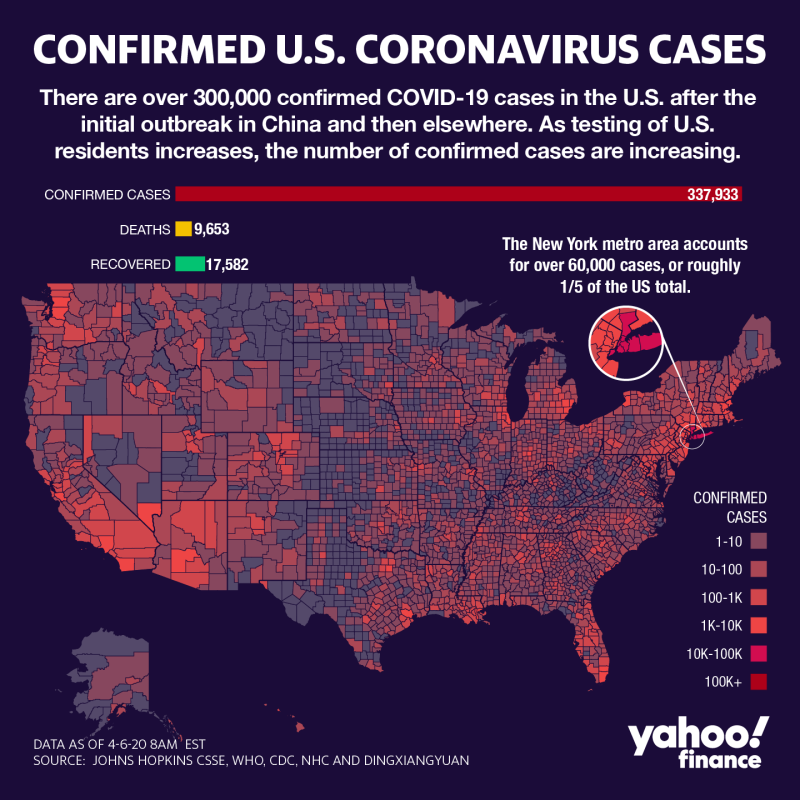 CONFIRMED U.S. CORONAVIRUS CASES
There are over 300,000 confirmed COVID-19 cases in the U.S. after the
initial outbreak in China and then elsewhere. As testing of U.S.
residents increases, the number of confirmed cases are increasing.
CONFIRMED CASES 337,933
DEATHS 9,653
RECOVERED 17,582
The New York metro area accounts
for over 60,000 cases, or roughly
1/5 of the US total.
CONFIRMED
CASES
1-10
10-100
100-1K
1K-10K
10K-100K
100K+
DATA AS OF 4-6-20 8AM EST
SOURCE: JOHNS HOPKINS CSSE, WHO, CDC, NHC AND DINGXIANGYUAN
yahoo!
finance